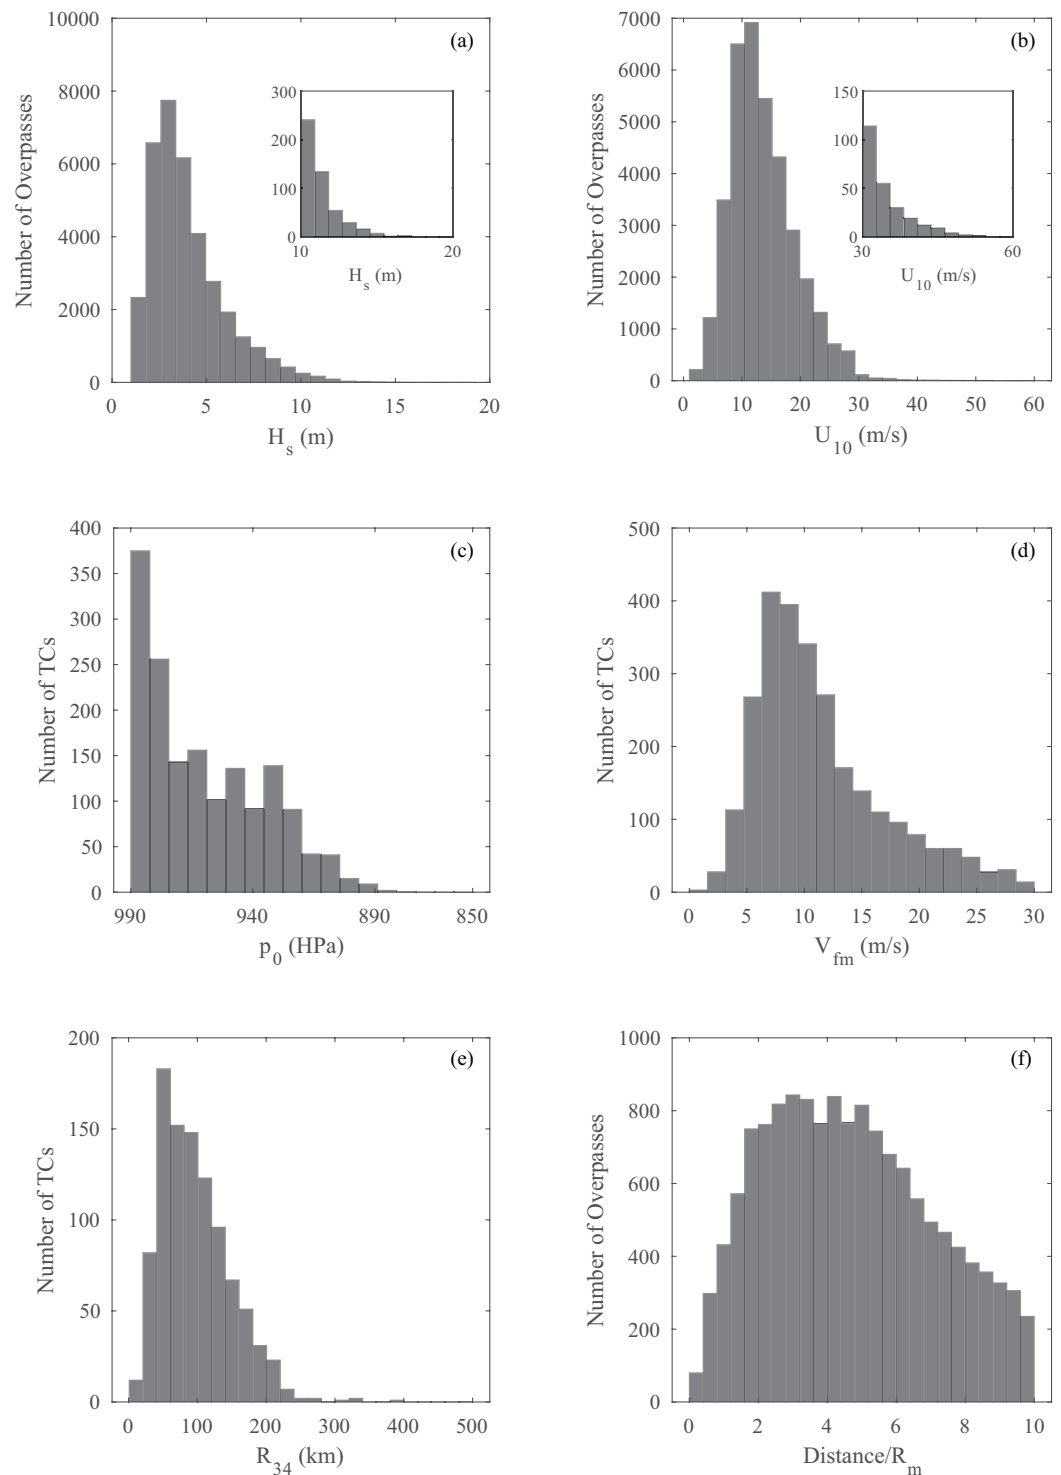 (a)
Number of Overpasses
10000
8000
6000
4000
2000
0
0 5 10 15 20
H_s (m)
300
200
100
0
10 20
H_s (m)
(b)
Number of Overpasses
7000
6000
5000
4000
3000
2000
1000
0
0 10 20 30 40 50 60
U_10 (m/s)
150
100
50
0
30 60
U_10 (m/s)
(c)
Number of TCs
400
350
300
250
200
150
100
50
0
990 940 890 850
p_0 (HPa)
(d)
Number of TCs
500
400
300
200
100
0
0 5 10 15 20 25 30
V_fm (m/s)
(e)
Number of TCs
200
150
100
50
0
0 100 200 300 400 500
R_34 (km)
(f)
Number of Overpasses
1000
800
600
400
200
0
0 2 4 6 8 10
Distance/R_m